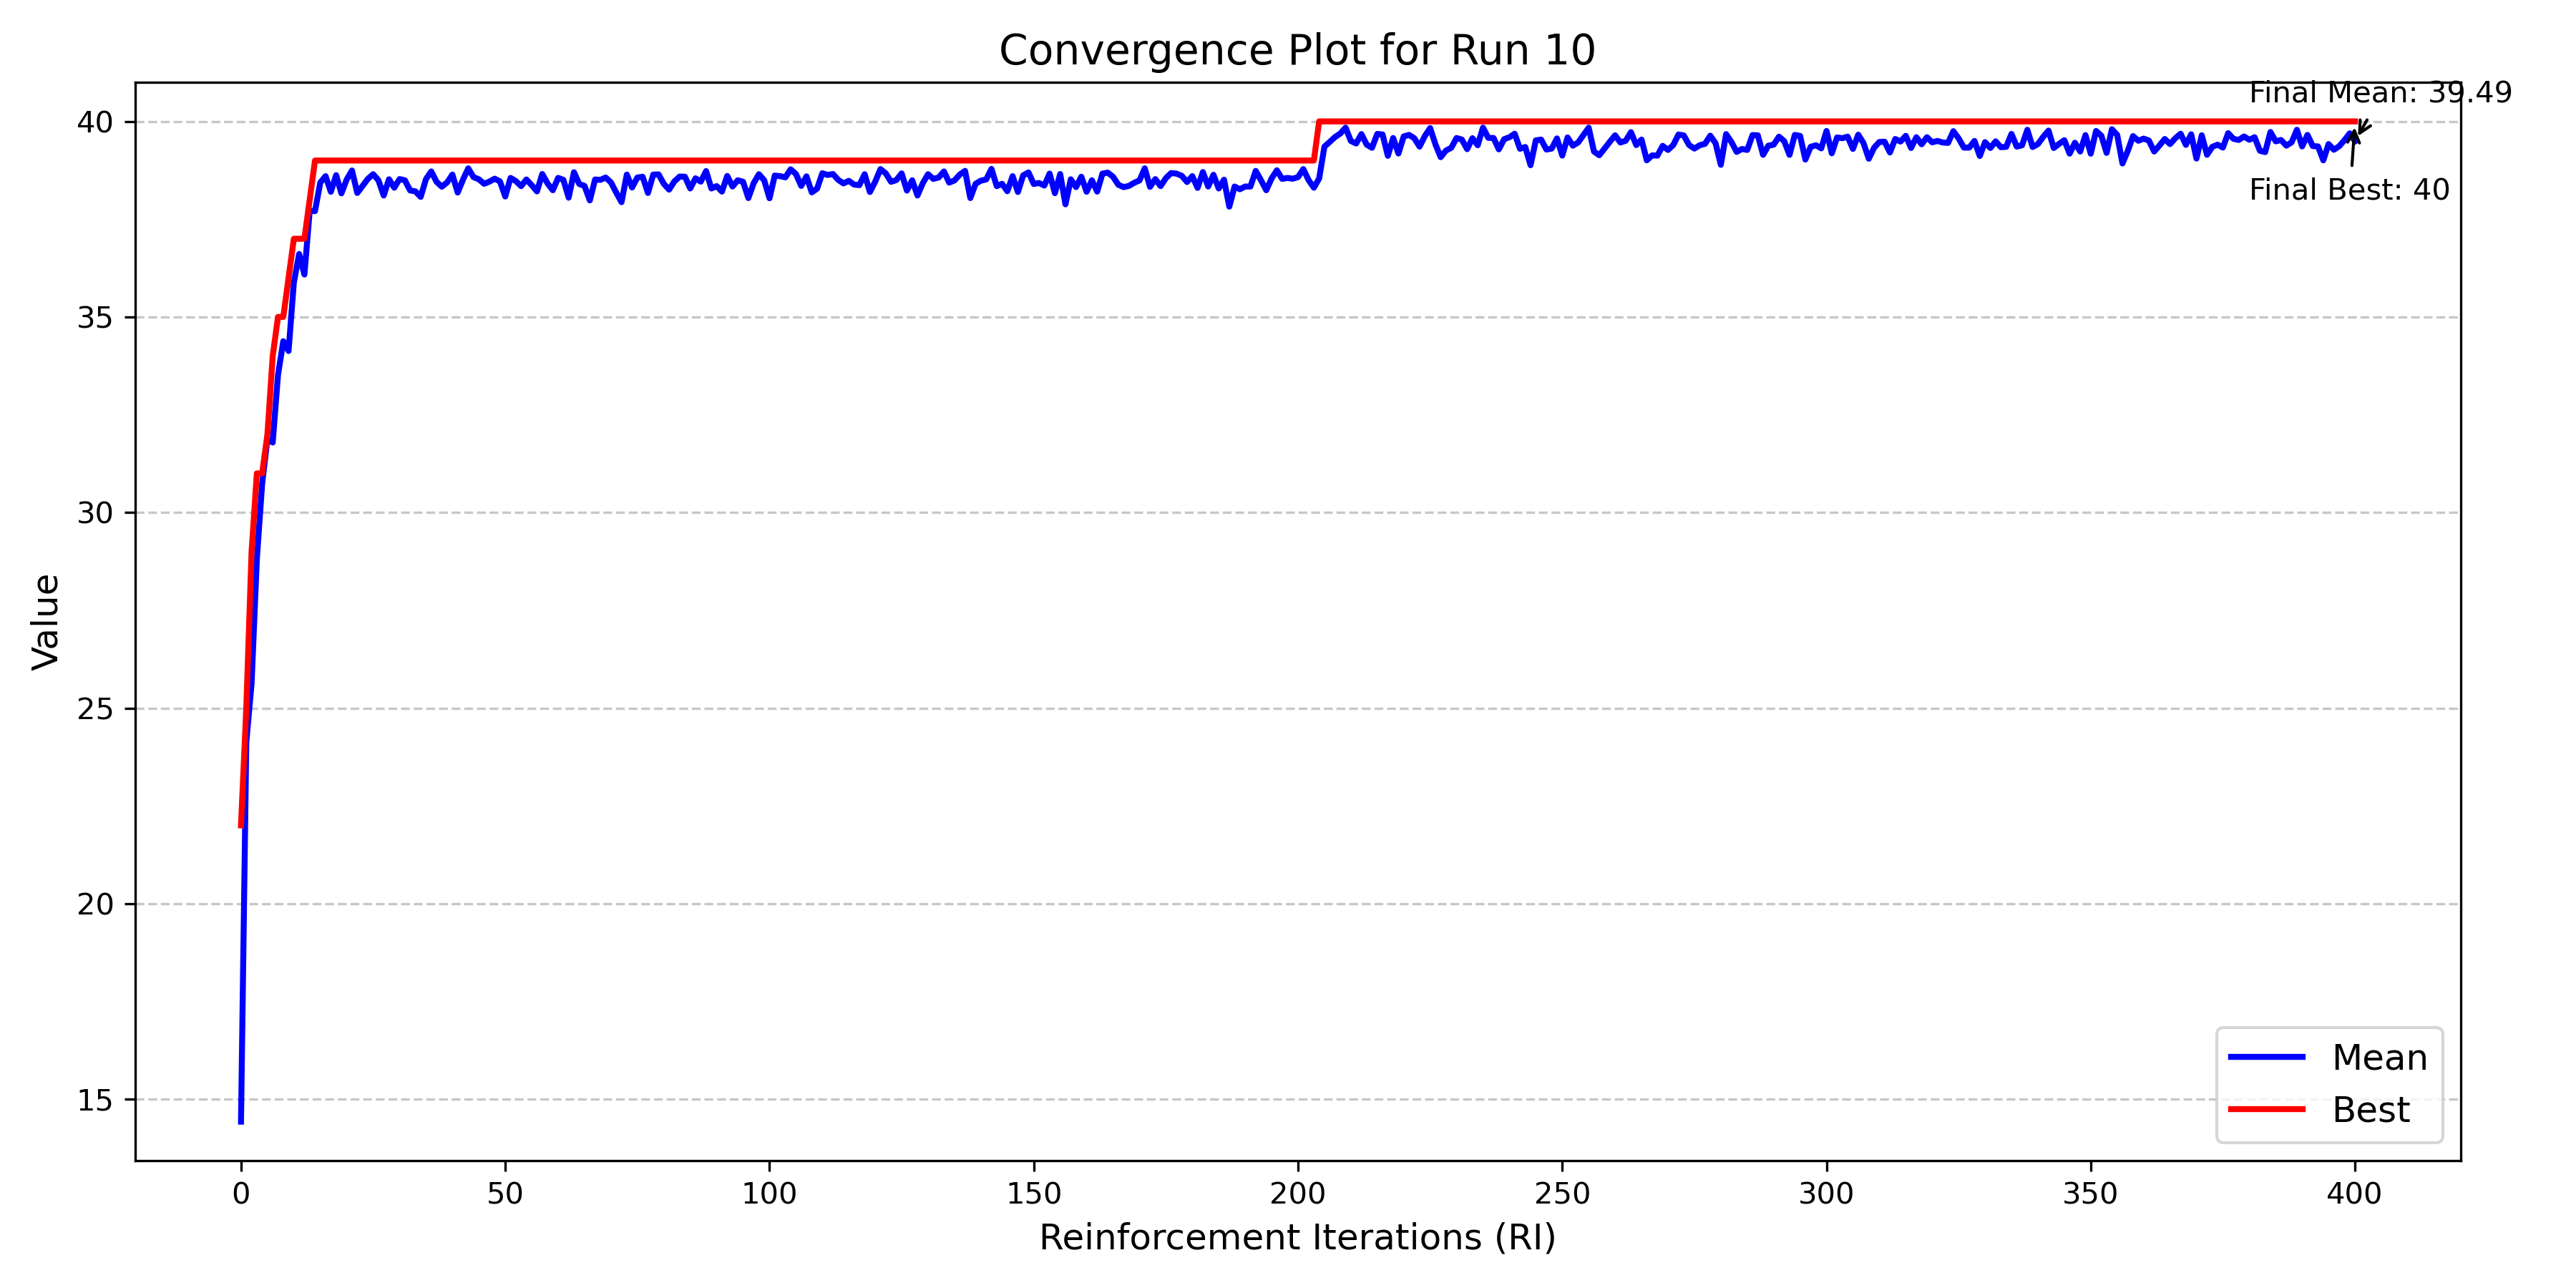 Convergence Plot for Run 10
Final Mean: 39.49
Final Best: 40
Value
40
35
30
25
20
15
0 50 100 150 200 250 300 350 400
Reinforcement Iterations (RI)
Mean
Best